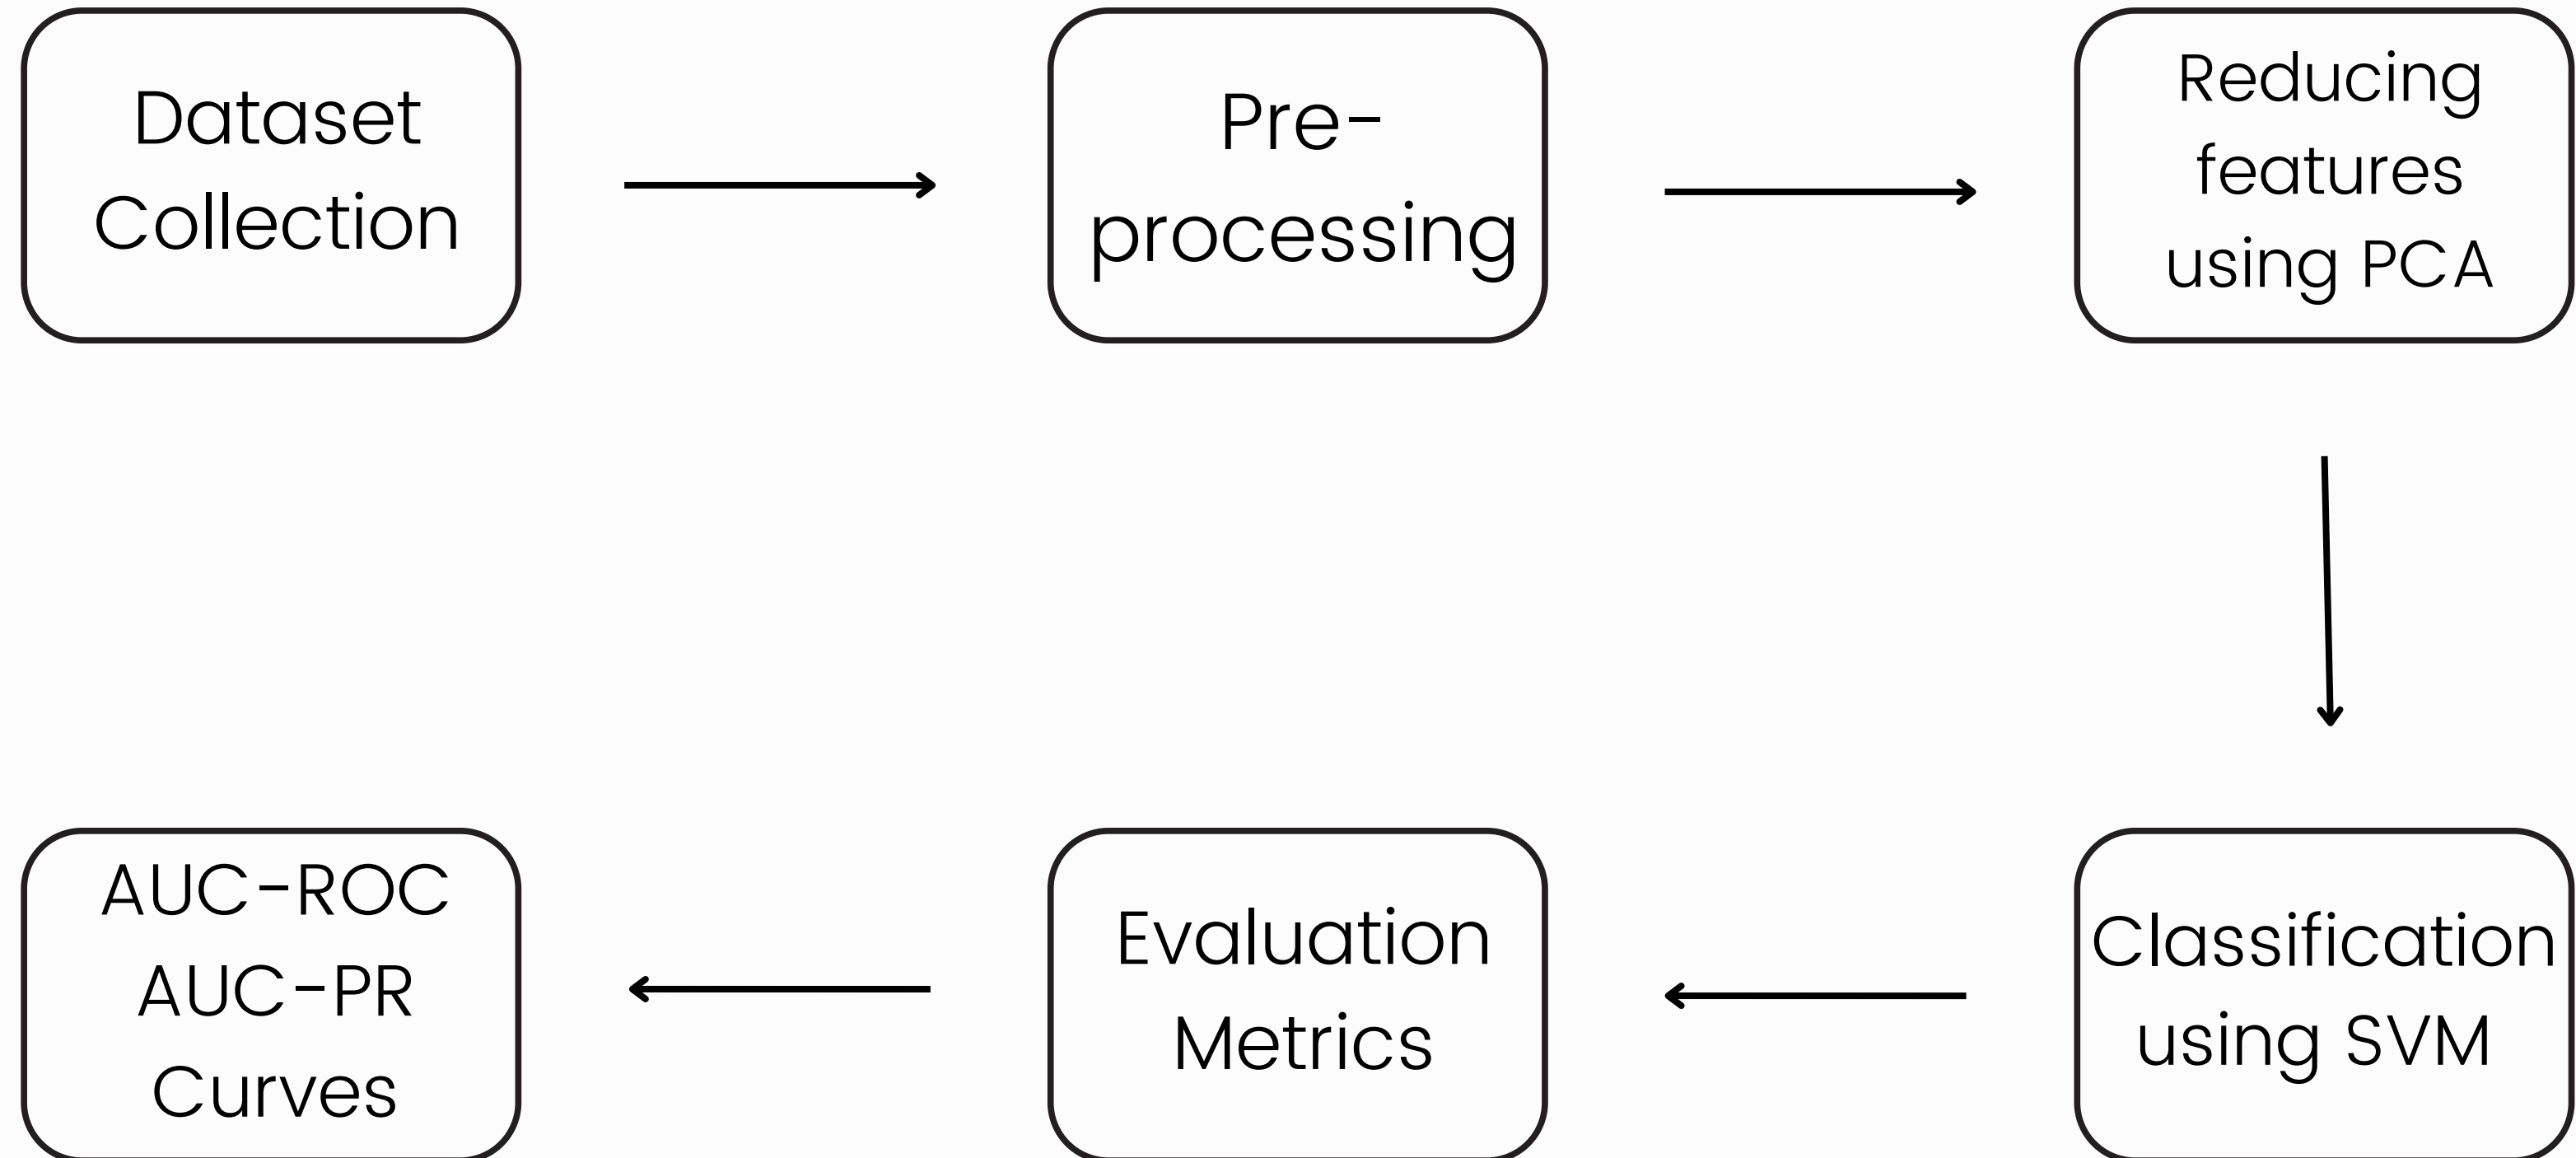 Dataset
Collection
Pre-
processing
Reducing
features
using PCA
Classification
using SVM
Evaluation
Metrics
AUC-ROC
AUC-PR
Curves